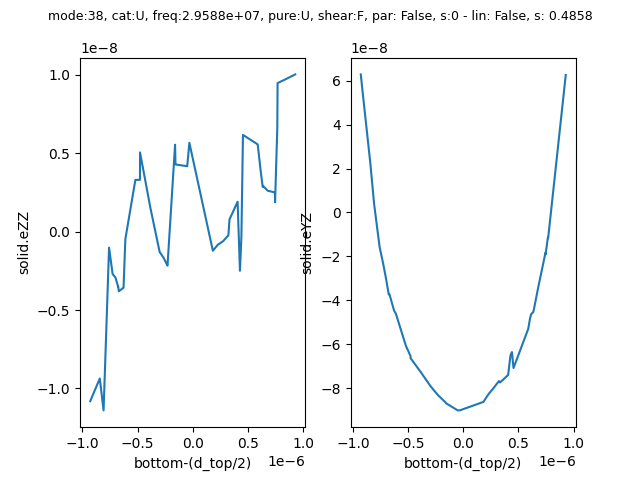 mode:38, cat:U, freq:2.9588e+07, pure:U, shear:F, par: False, s:0 - lin: False, s: 0.4858
1e−8
1.0
0.5
0.0
−0.5
−1.0
solid.eZZ
−1.0 −0.5 0.0 0.5 1.0
bottom-(d_top/2) 1e−6
1e−8
6
4
2
0
−2
−4
−6
−8
solid.eYZ
−1.0 −0.5 0.0 0.5 1.0
bottom-(d_top/2) 1e−6